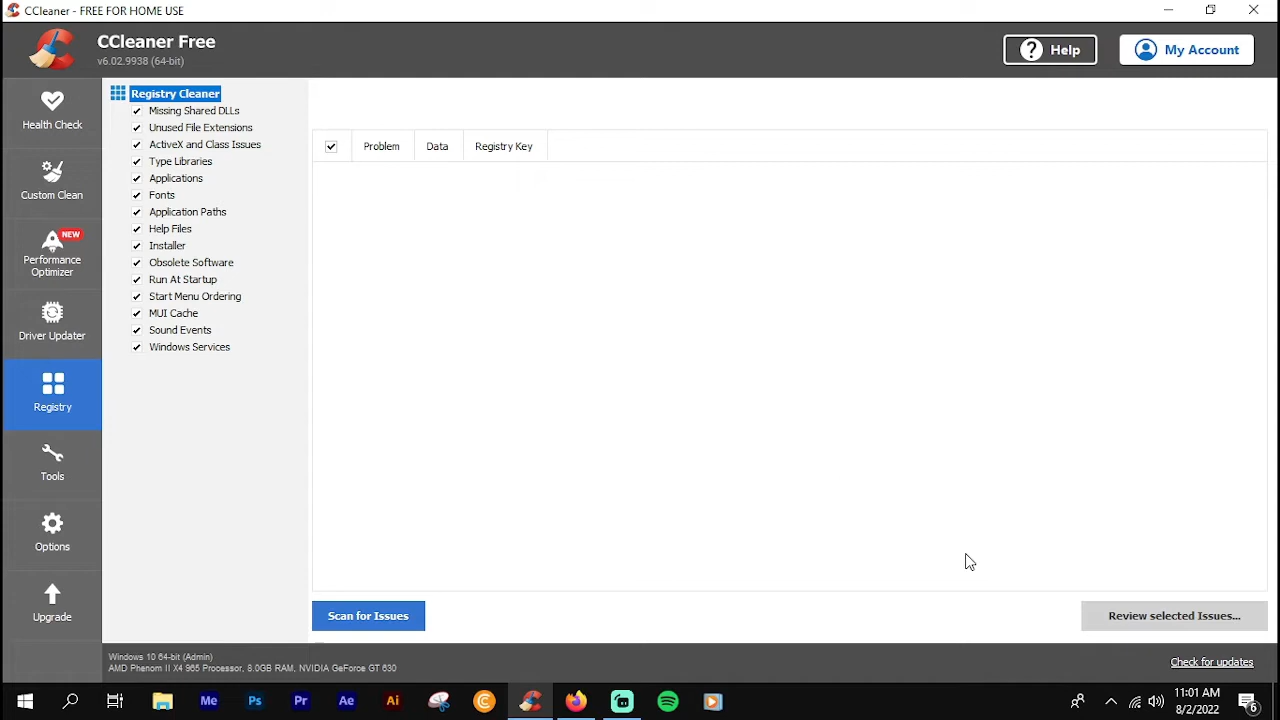 CCleaner - FREE FOR HOME USE
CCleaner Free
v6.02.9938 (64-bit)
Help
My Account
Health Check
Custom Clean
NEW
Performance
Optimizer
Driver Updater
Registry
Tools
Options
Upgrade
Registry Cleaner
Missing Shared DLLs
Unused File Extensions
ActiveX and Class Issues
Type Libraries
Applications
Fonts
Application Paths
Help Files
Installer
Obsolete Software
Run At Startup
Start Menu Ordering
MUI Cache
Sound Events
Windows Services
Problem
Data
Registry Key
Scan for Issues
Review selected Issues...
Windows 10 64-bit (Admin)
AMD Phenom II X4 965 Processor, 8.0GB RAM, NVIDIA GeForce GT 630
Check for updates
Me
Ps
Pr
Ae
Ai
11:01 AM
8/2/2022
6